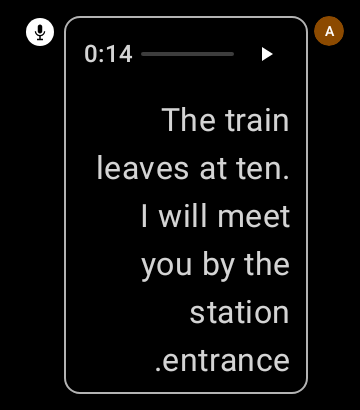 0:14
A
The train
leaves at ten.
I will meet
you by the
station
.entrance